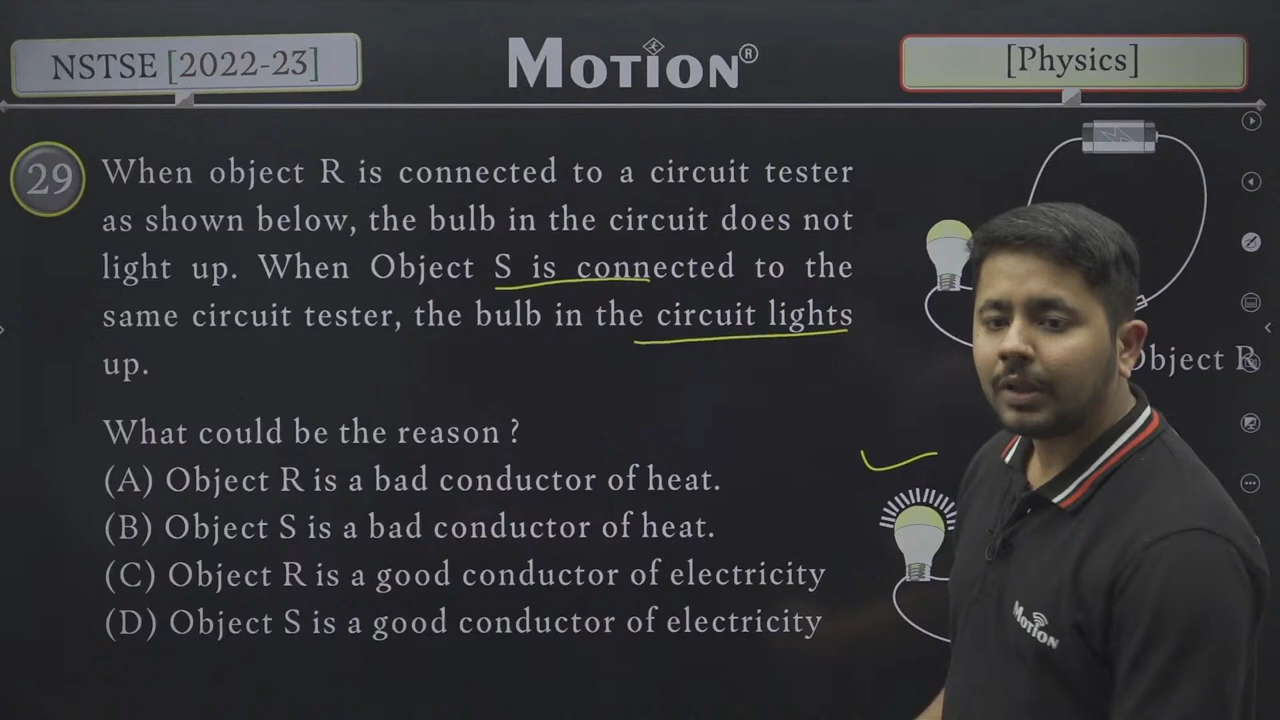 NSTSE [2022-23]
MOTION®
[Physics]
29
When object R is connected to a circuit tester
as shown below, the bulb in the circuit does not
light up. When Object S is connected to the
same circuit tester, the bulb in the circuit lights
up.
Object R
What could be the reason ?
(A) Object R is a bad conductor of heat.
(B) Object S is a bad conductor of heat.
(C) Object R is a good conductor of electricity
(D) Object S is a good conductor of electricity
MOTION